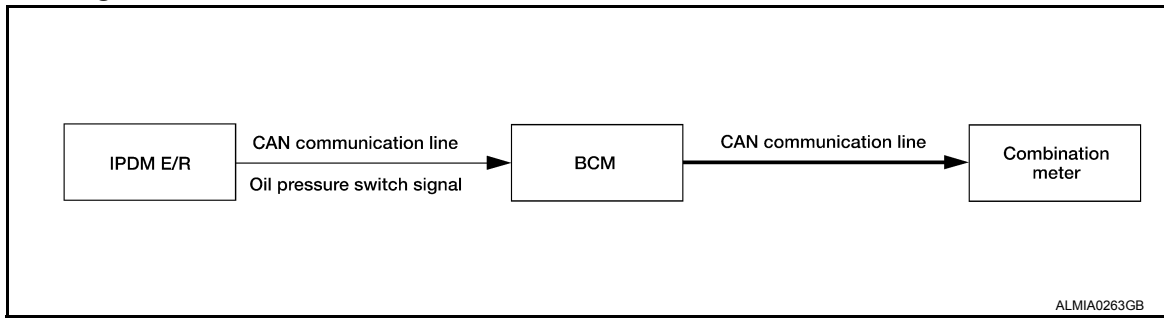 IPDM E/R
CAN communication line
Oil pressure switch signal
BCM
CAN communication line
Combination
meter
ALMIA0263GB